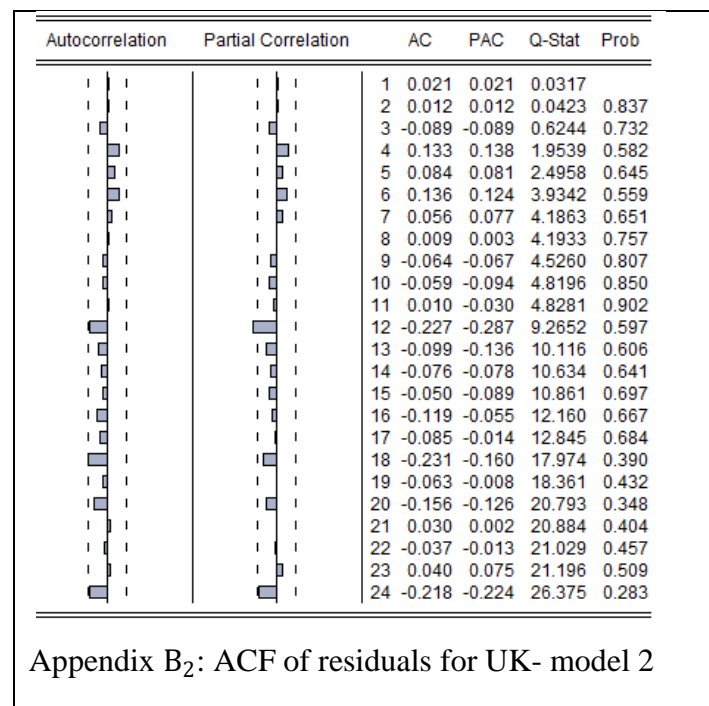 Autocorrelation Partial Correlation AC PAC Q-Stat Prob
1 0.021 0.021 0.0317
2 0.012 0.012 0.0423 0.837
3 -0.089 -0.089 0.6244 0.732
4 0.133 0.138 1.9539 0.582
5 0.084 0.081 2.4958 0.645
6 0.136 0.124 3.9342 0.559
7 0.056 0.077 4.1863 0.651
8 0.009 0.003 4.1933 0.757
9 -0.064 -0.067 4.5260 0.807
10 -0.059 -0.094 4.8196 0.850
11 0.010 -0.030 4.8281 0.902
12 -0.227 -0.287 9.2652 0.597
13 -0.099 -0.136 10.116 0.606
14 -0.076 -0.078 10.634 0.641
15 -0.050 -0.089 10.861 0.697
16 -0.119 -0.055 12.160 0.667
17 -0.085 -0.014 12.845 0.684
18 -0.231 -0.160 17.974 0.390
19 -0.063 -0.008 18.361 0.432
20 -0.156 -0.126 20.793 0.348
21 0.030 0.002 20.884 0.404
22 -0.037 -0.013 21.029 0.457
23 0.040 0.075 21.196 0.509
24 -0.218 -0.224 26.375 0.283
Appendix B₂: ACF of residuals for UK- model 2